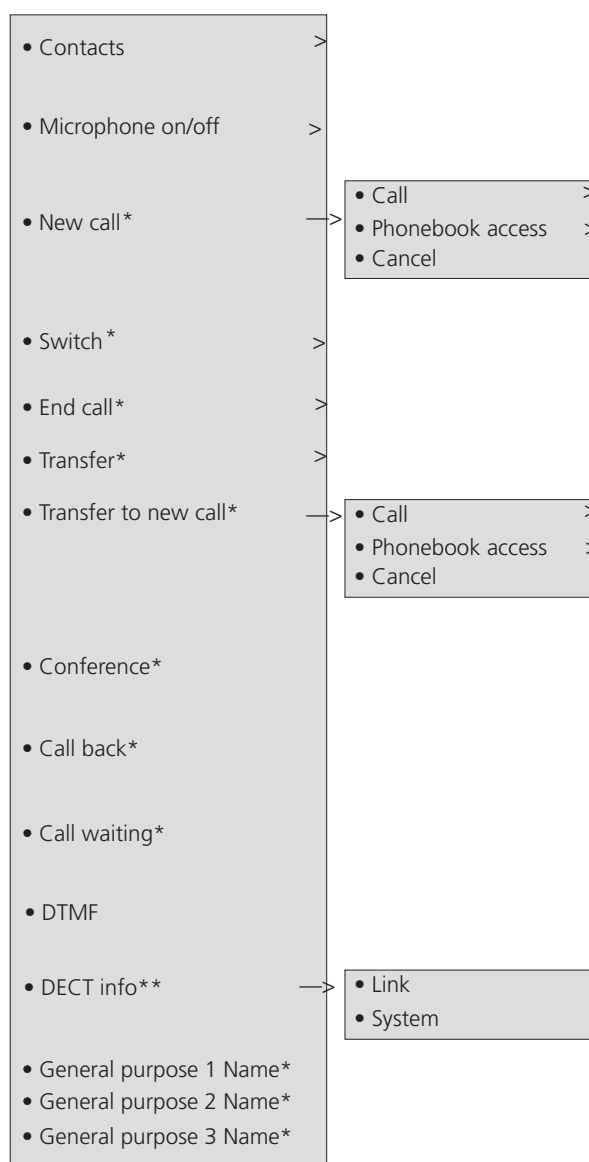 • Contacts >
• Microphone on/off >
• New call* —>
• Call >
• Phonebook access >
• Cancel
• Switch* >
• End call* >
• Transfer* >
• Transfer to new call* —>
• Call >
• Phonebook access >
• Cancel
• Conference*
• Call back*
• Call waiting*
• DTMF
• DECT info** —>
• Link
• System
• General purpose 1 Name*
• General purpose 2 Name*
• General purpose 3 Name*